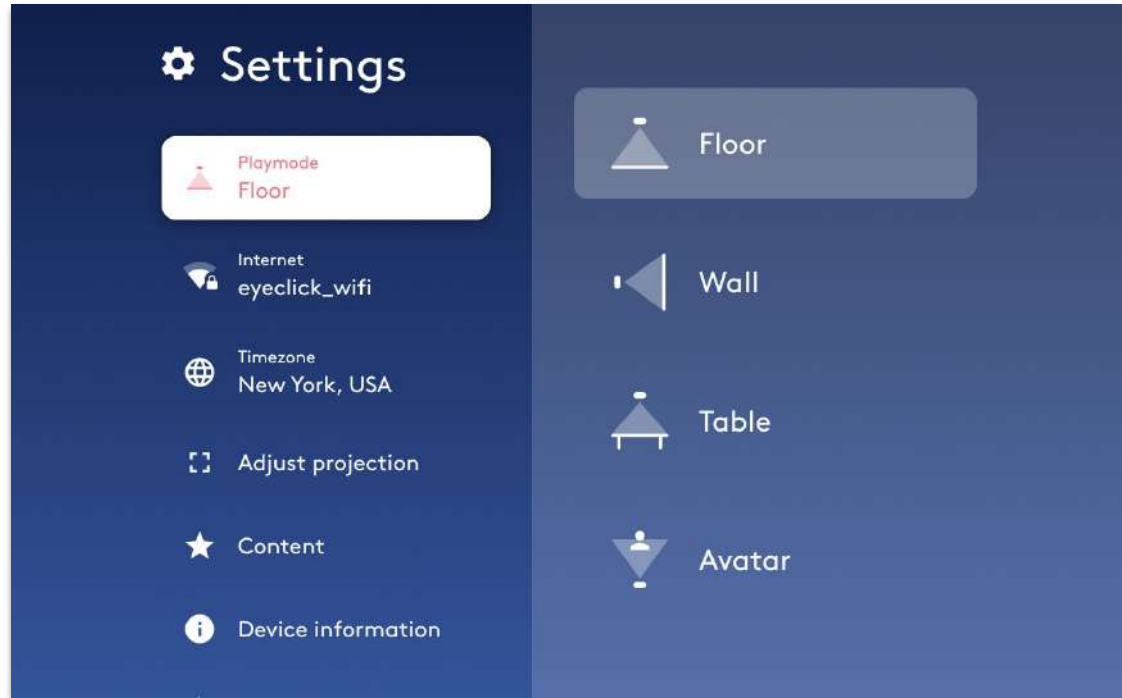 Settings
Playmode
Floor
Internet
eyeclick_wifi
Timezone
New York, USA
Adjust projection
Content
Device information
Floor
Wall
Table
Avatar